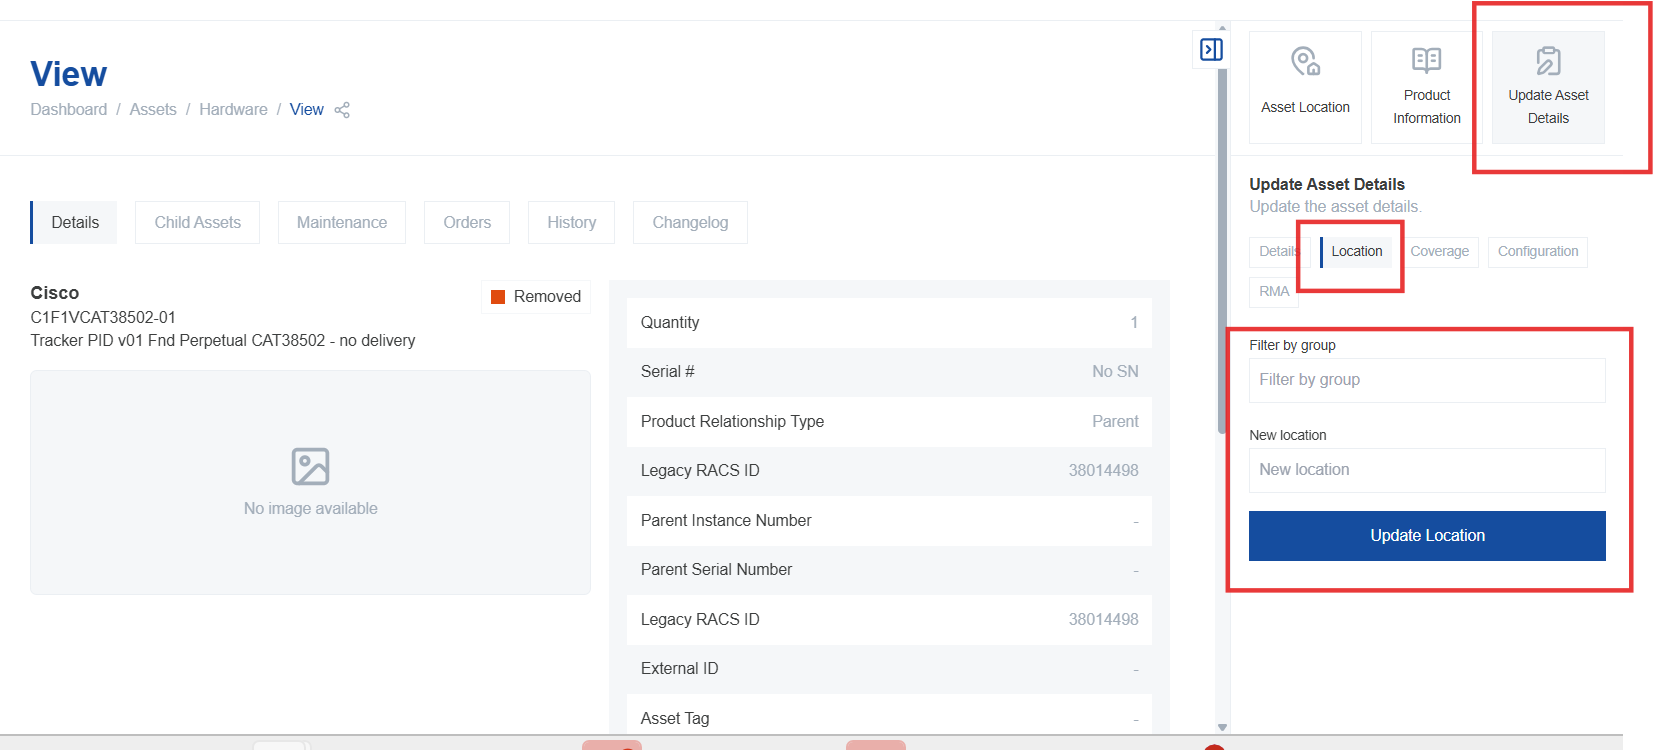 View
Dashboard / Assets / Hardware / View
Details
Child Assets
Maintenance
Orders
History
Changelog
Cisco
C1F1VCAT38502-01
Tracker PID v01 Fnd Perpetual CAT38502 - no delivery
Removed
No image available
Quantity 1
Serial # No SN
Product Relationship Type Parent
Legacy RACS ID 38014498
Parent Instance Number -
Parent Serial Number -
Legacy RACS ID 38014498
External ID -
Asset Tag -
Asset Location
Product
Information
Update Asset
Details
Update Asset Details
Update the asset details.
Details
Location
Coverage
Configuration
RMA
Filter by group
Filter by group
New location
New location
Update Location